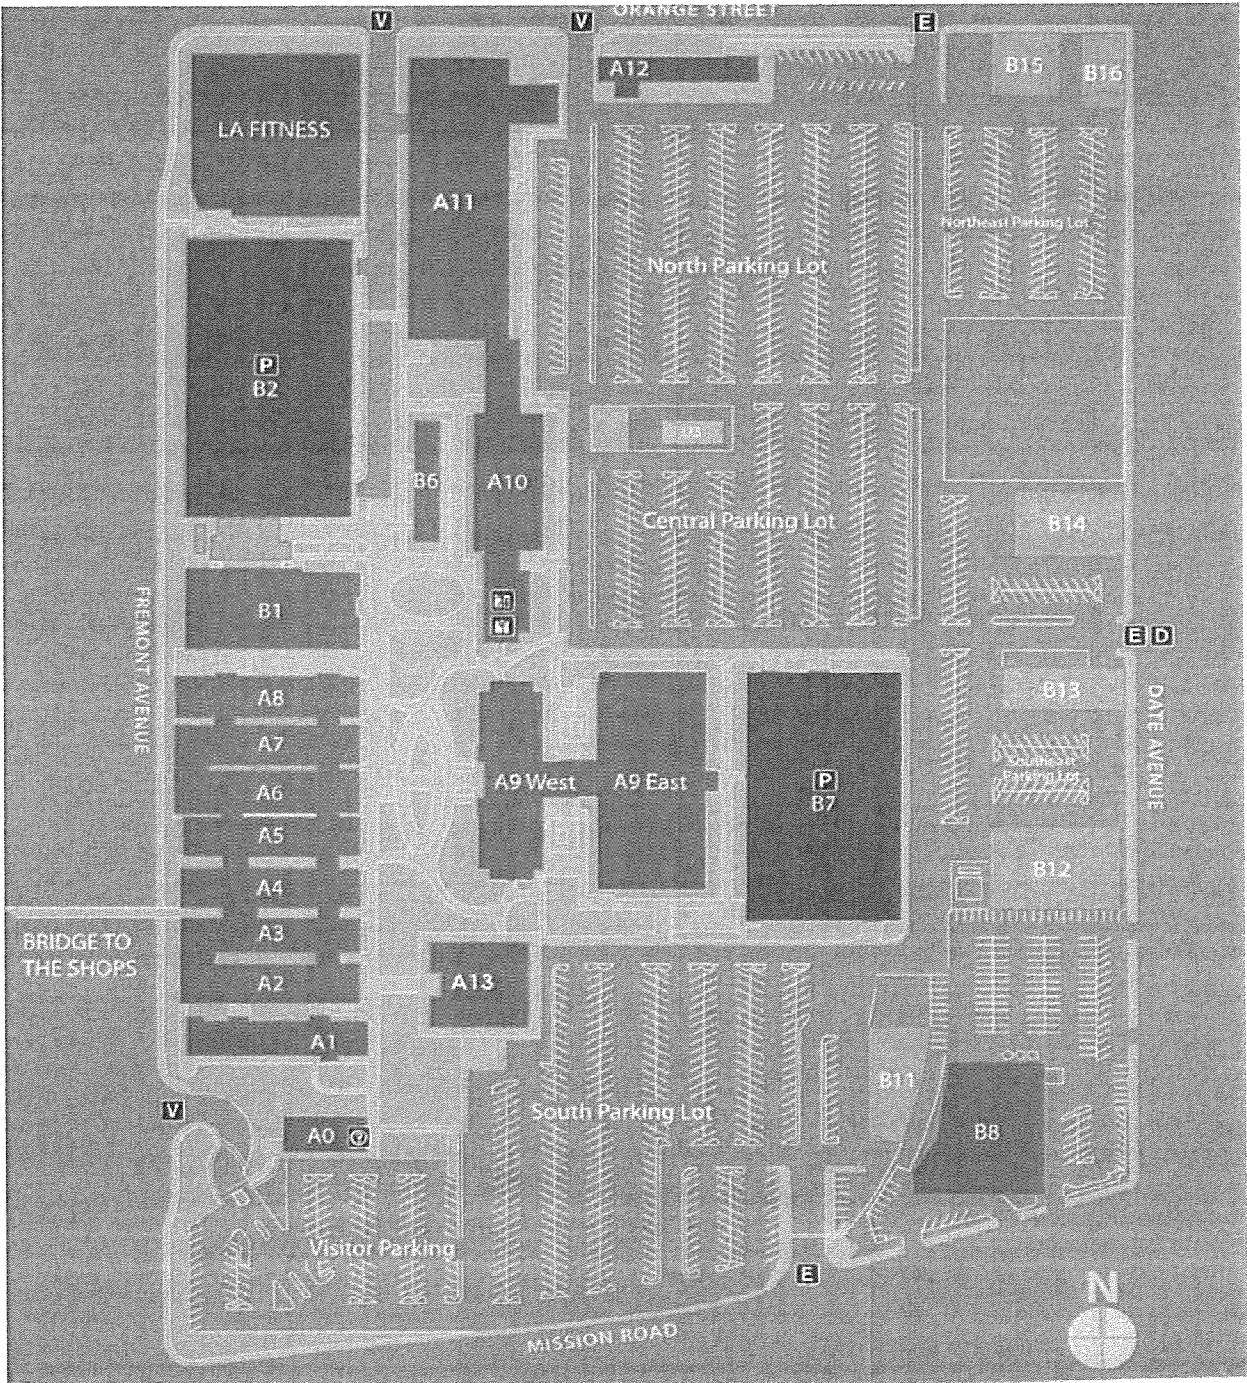 ORANGE STREET
V
V
E
A12
B15
B16
LA FITNESS
A11
Northeast Parking Lot
North Parking Lot
P
B2
B6
A10
Central Parking Lot
B14
FREMONT AVENUE
B1
E D
A8
B13
DATE AVENUE
A7
Southeast
Parking Lot
A9 West
A9 East
P
B7
A6
A5
A4
B12
A3
BRIDGE TO
THE SHOPS
A2
A13
A1
B11
V
South Parking Lot
A0
B8
Visitor Parking
E
MISSION ROAD
N